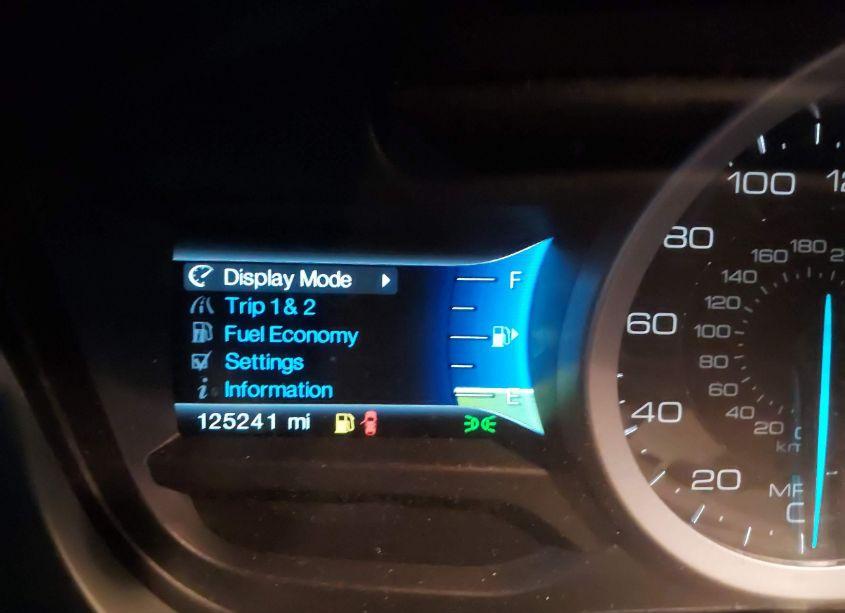 Display Mode
Trip 1 & 2
Fuel Economy
Settings
Information
125241 mi
F
E
100
80
60
40
20
180
160
140
120
100
80
60
40
20